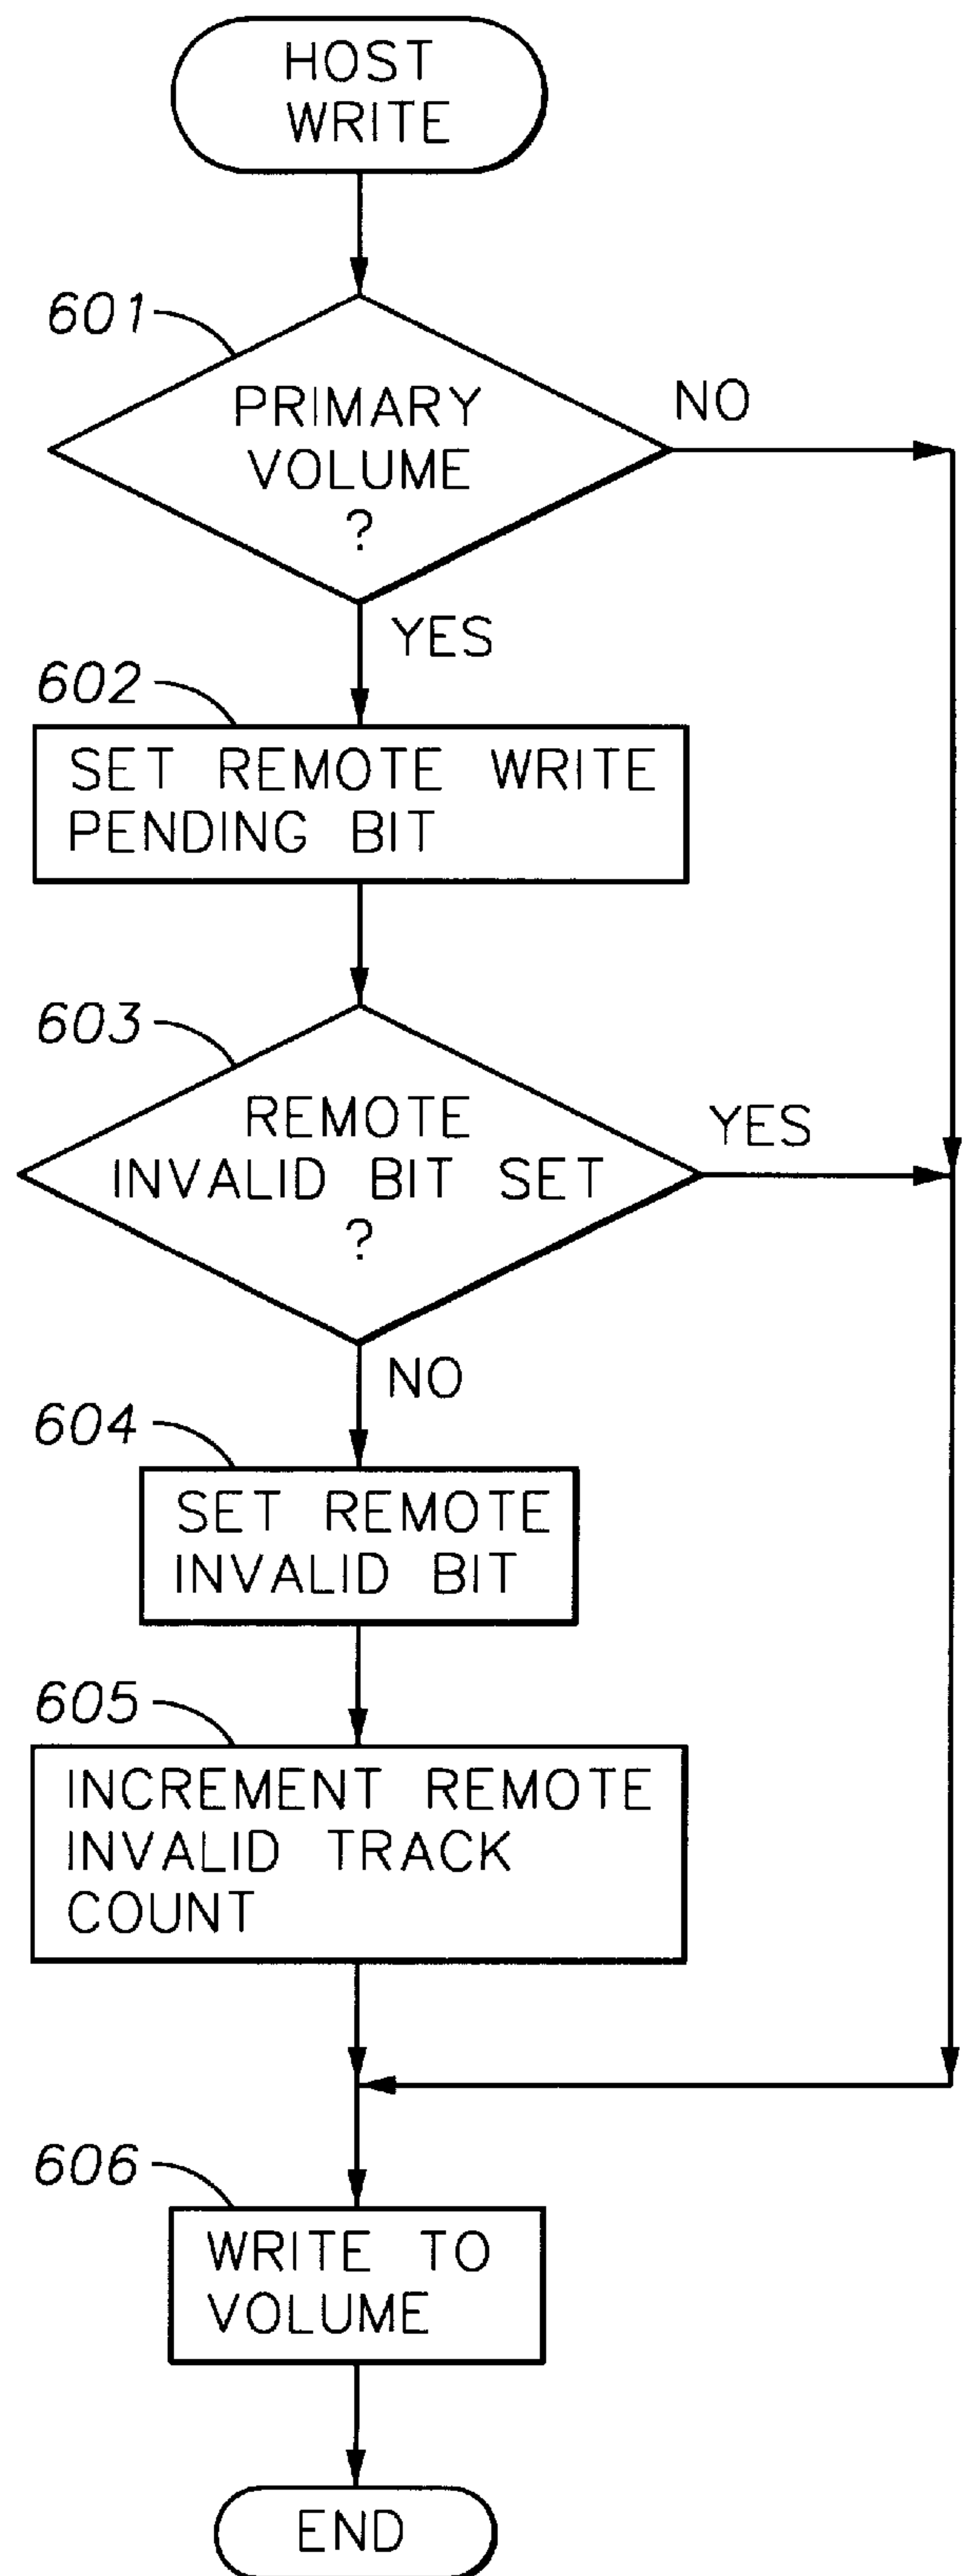 HOST
WRITE
601
PRIMARY
VOLUME
?
NO
YES
602
SET REMOTE WRITE
PENDING BIT
603
REMOTE
INVALID BIT SET
?
YES
NO
604
SET REMOTE
INVALID BIT
605
INCREMENT REMOTE
INVALID TRACK
COUNT
606
WRITE TO
VOLUME
END